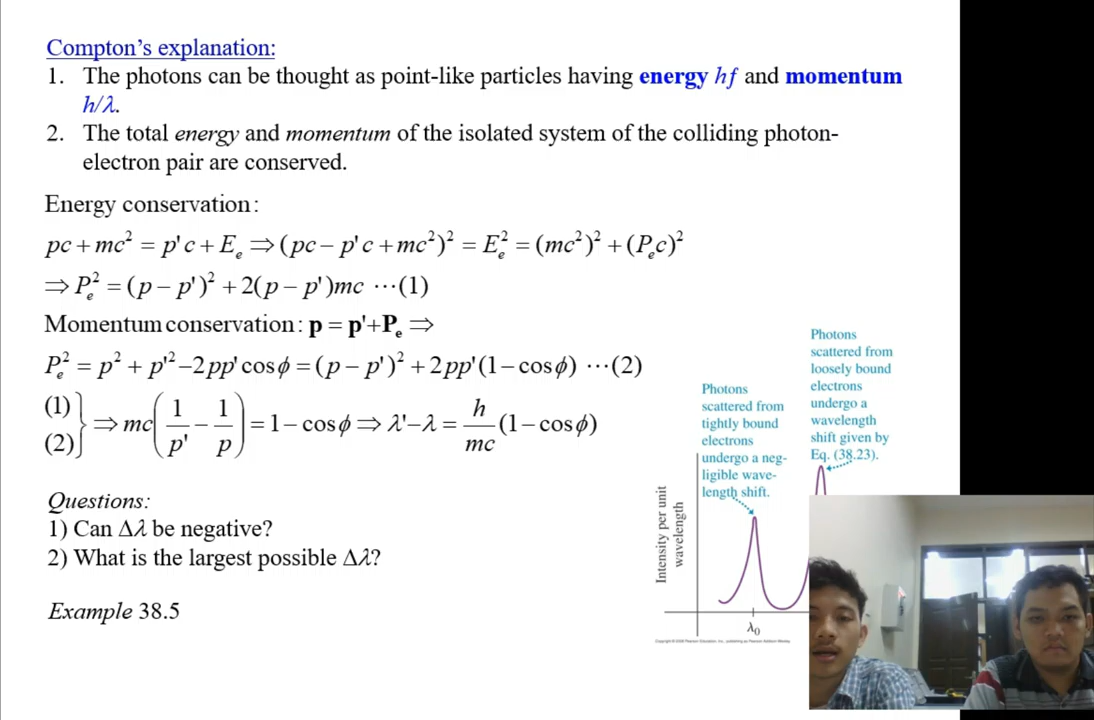 Compton's explanation:
1. The photons can be thought as point-like particles having energy hf and momentum
h/λ.
2. The total energy and momentum of the isolated system of the colliding photon-
electron pair are conserved.
Energy conservation:
pc + mc² = p'c + Eₑ ⇒ (pc − p'c + mc²)² = Eₑ² = (mc²)² + (Pₑc)²
⇒ Pₑ² = (p − p')² + 2(p − p')mc ⋯(1)
Momentum conservation: p = p'+Pₑ ⇒
Pₑ² = p² + p'² −2pp' cosϕ = (p − p')² + 2pp'(1−cosϕ) ⋯(2)
(1)
(2)} ⇒ mc(1/p' − 1/p) = 1−cosϕ ⇒ λ'−λ = h/mc (1−cosϕ)
Questions:
1) Can Δλ be negative?
2) What is the largest possible Δλ?
Example 38.5
Photons
scattered from
tightly bound
electrons
undergo a neg-
ligible wave-
length shift.
Photons
scattered from
loosely bound
electrons
undergo a
wavelength
shift given by
Eq. (38.23).
Intensity per unit
wavelength
λ₀